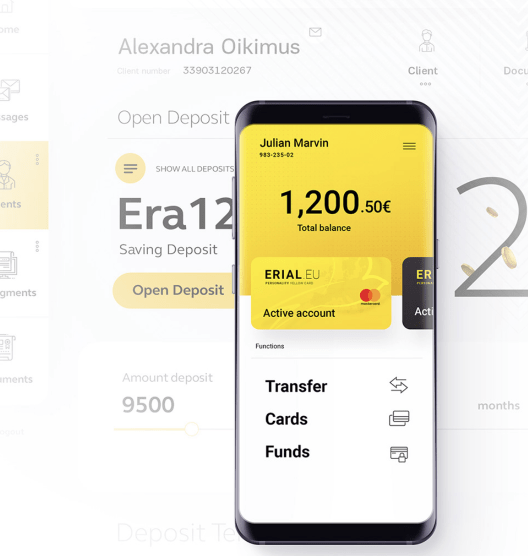 ome
Alexandra Oikimus
Client number 33903120267
Client
Docu
sages
Open Deposit
SHOW ALL DEPOSITS
Era12
2
ents
Saving Deposit
Open Deposit
gments
Amount deposit
9500
months
uments
Deposit Te
Julian Marvin
983-235-02
1,200.50€
Total balance
ERIAL.EU
PERSONALITY YELLOW CARD
mastercard
Active account
ER
Acti
Functions
Transfer
Cards
Funds